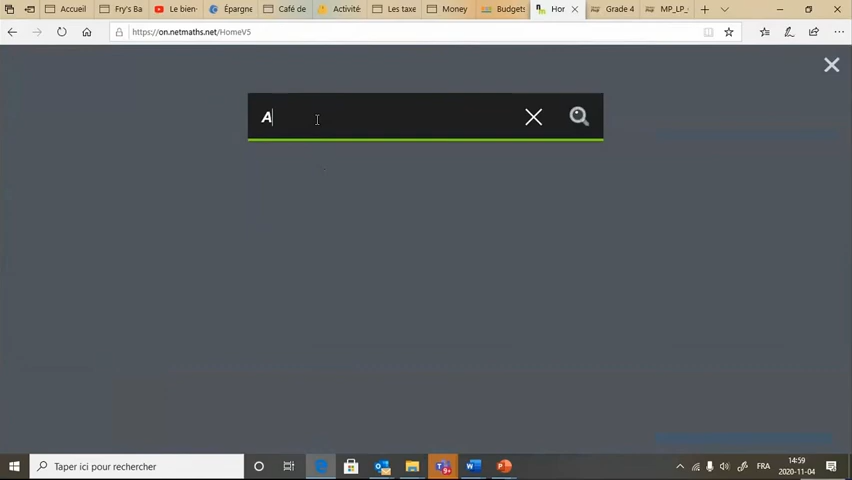 Accueil
Fry's Ba
Le bien-
Épargne
Café de
Activité
Les taxe
Money
Budgets
Hor
Grade 4
MP_LP_
https://on.netmaths.net/HomeV5
A
Taper ici pour rechercher
9+
FRA
14:59
2020-11-04